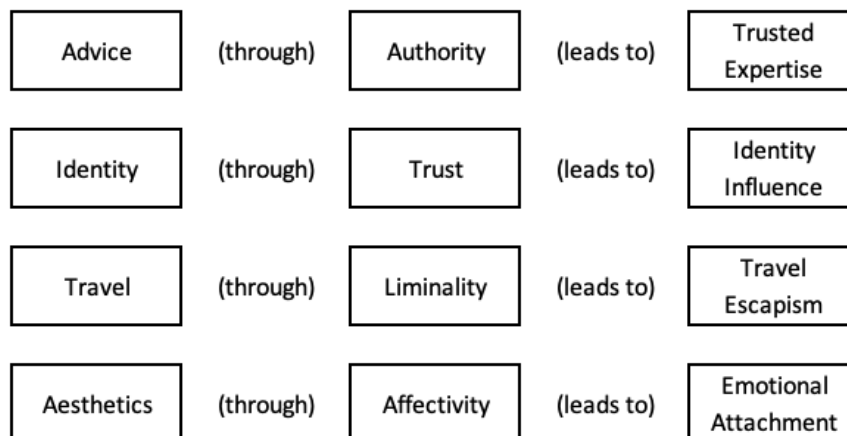 Advice (through) Authority (leads to) Trusted Expertise
Identity (through) Trust (leads to) Identity Influence
Travel (through) Liminality (leads to) Travel Escapism
Aesthetics (through) Affectivity (leads to) Emotional Attachment